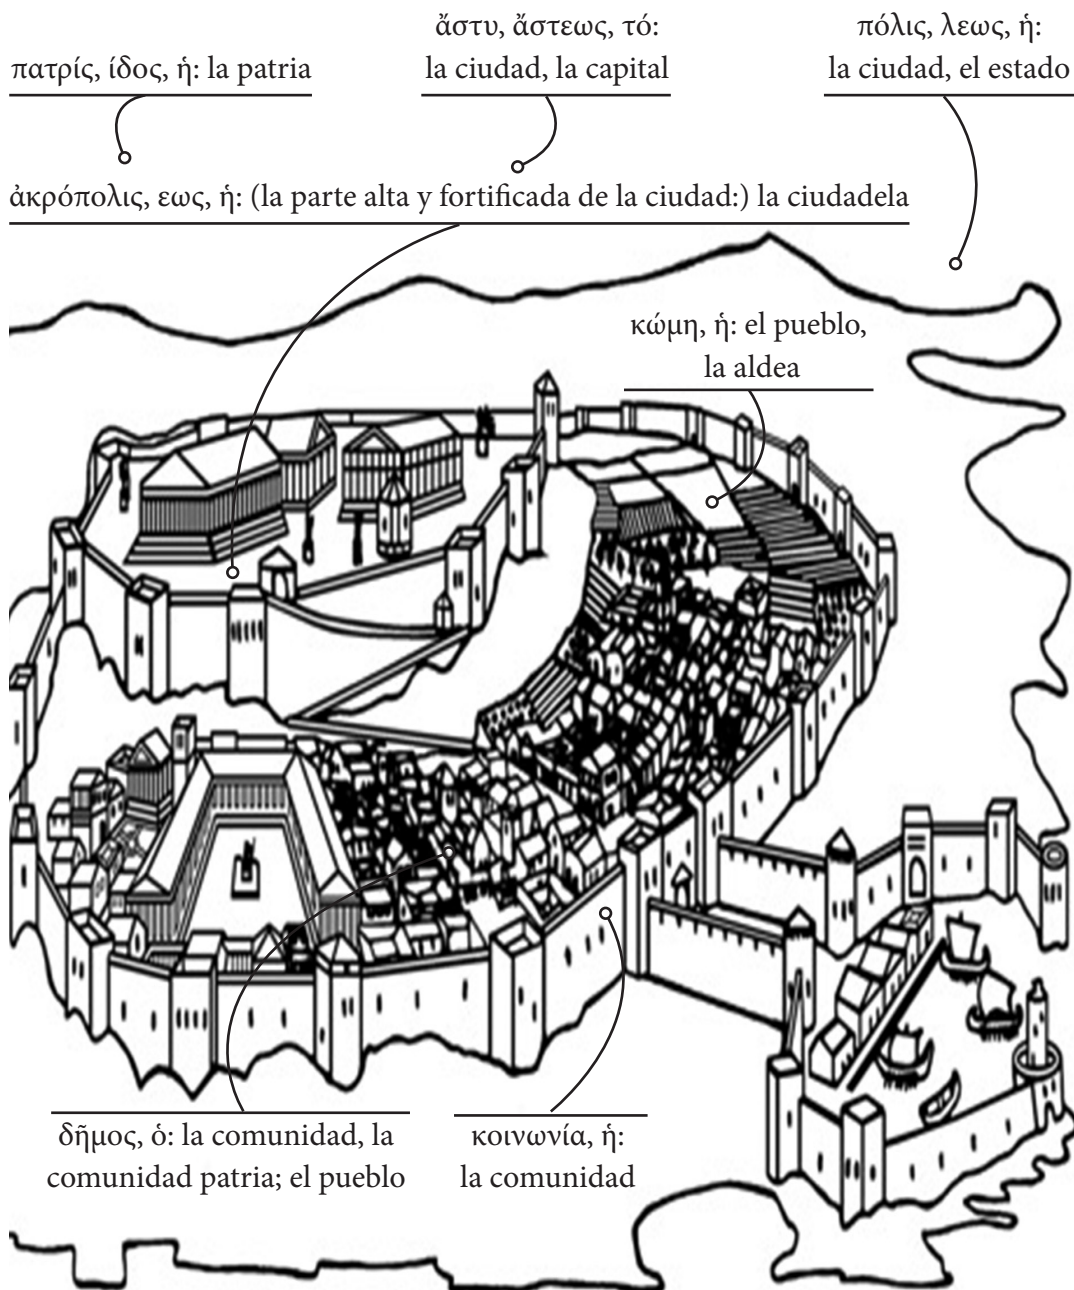 πατρίς, ίδος, ἡ: la patria
ἄστυ, ἄστεως, τό:
la ciudad, la capital
πόλις, λεως, ἡ:
la ciudad, el estado
ἀκρόπολις, εως, ἡ: (la parte alta y fortificada de la ciudad:) la ciudadela
κώμη, ἡ: el pueblo,
la aldea
δῆμος, ὁ: la comunidad, la
comunidad patria; el pueblo
κοινωνία, ἡ:
la comunidad